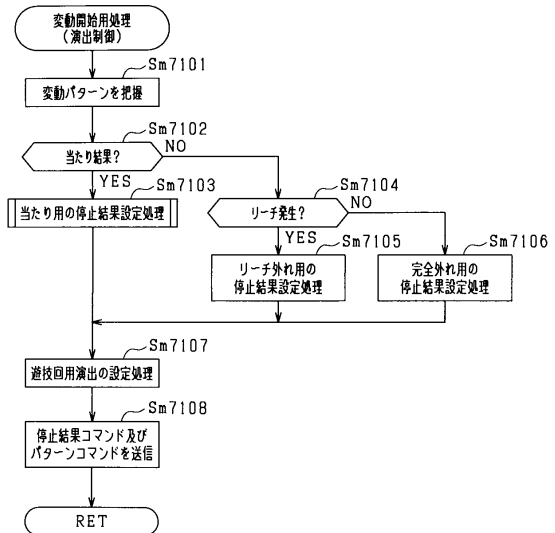 変動開始用処理
(演出制御)
Sm7101
変動パターンを把握
Sm7102
当たり結果?
NO
YES
Sm7103
当たり用の停止結果設定処理
Sm7104
リーチ発生?
NO
YES
Sm7105
リーチ外れ用の
停止結果設定処理
Sm7106
完全外れ用の
停止結果設定処理
Sm7107
遊技回用演出の設定処理
Sm7108
停止結果コマンド及び
パターンコマンドを送信
RET